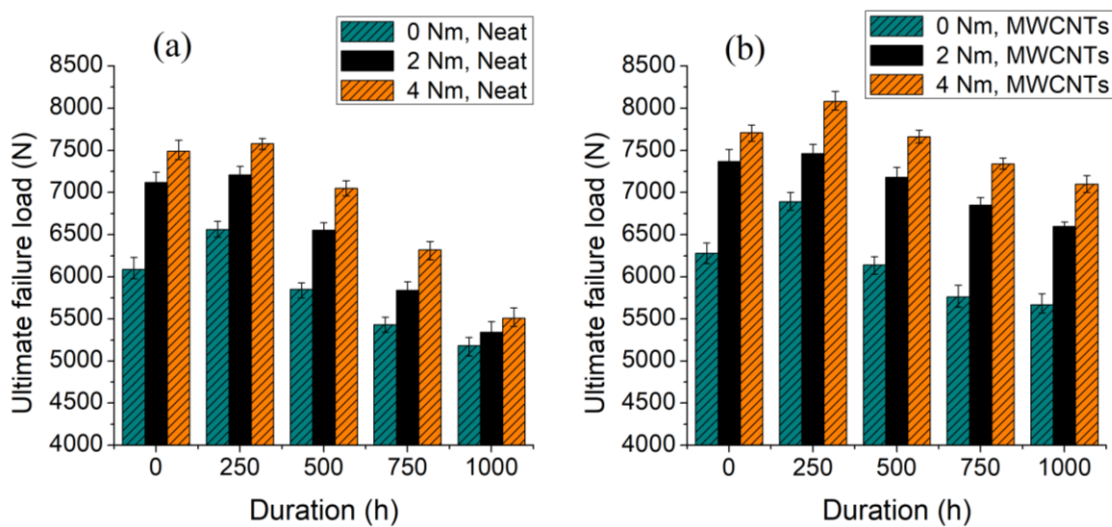 (a)
0 Nm, Neat
2 Nm, Neat
4 Nm, Neat
Ultimate failure load (N)
8500
8000
7500
7000
6500
6000
5500
5000
4500
4000
0 250 500 750 1000
Duration (h)
(b)
0 Nm, MWCNTs
2 Nm, MWCNTs
4 Nm, MWCNTs
Ultimate failure load (N)
8500
8000
7500
7000
6500
6000
5500
5000
4500
4000
0 250 500 750 1000
Duration (h)